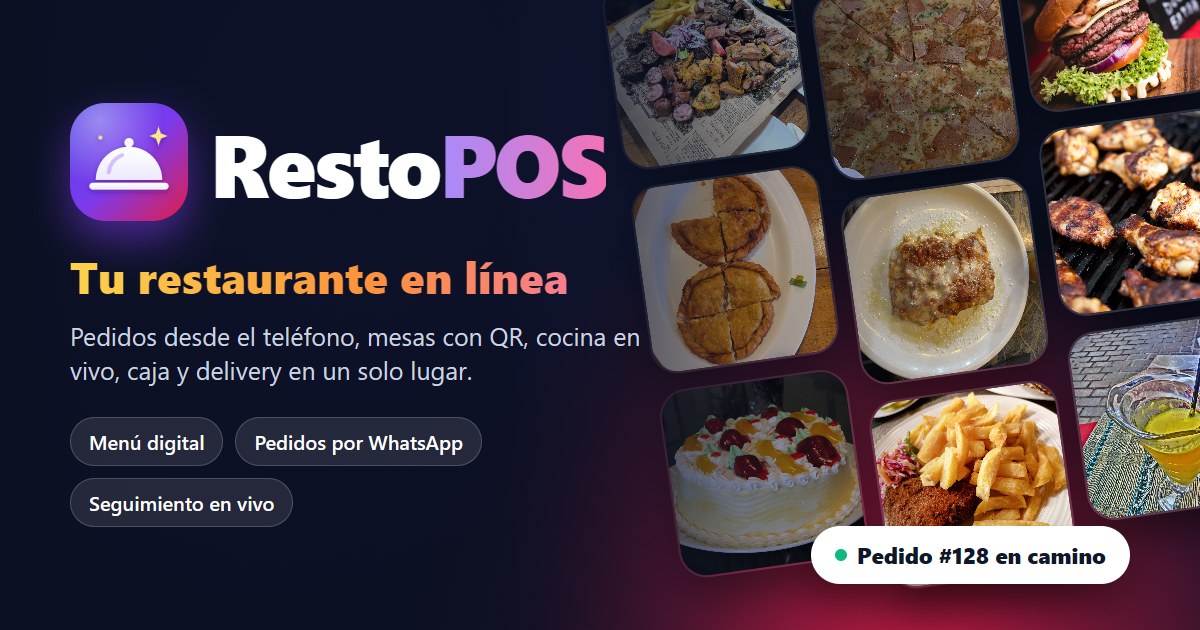 RestoPOS
Tu restaurante en línea
Pedidos desde el teléfono, mesas con QR, cocina en
vivo, caja y delivery en un solo lugar.
Menú digital
Pedidos por WhatsApp
Seguimiento en vivo
Pedido #128 en camino